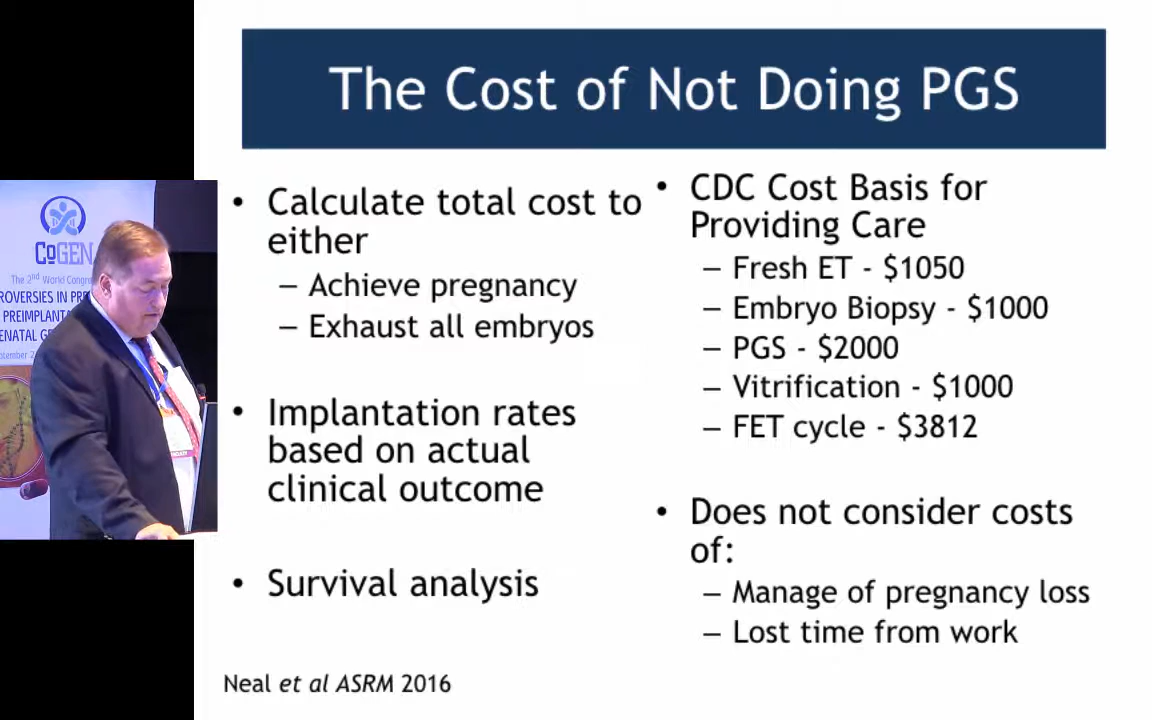 The Cost of Not Doing PGS
• Calculate total cost to
either
– Achieve pregnancy
– Exhaust all embryos
• Implantation rates
based on actual
clinical outcome
• Survival analysis
Neal et al ASRM 2016
• CDC Cost Basis for
Providing Care
– Fresh ET - $1050
– Embryo Biopsy - $1000
– PGS - $2000
– Vitrification - $1000
– FET cycle - $3812
• Does not consider costs
of:
– Manage of pregnancy loss
– Lost time from work
CoGEN
The 2nd World Congre
ROVERSIES IN PR
PREIMPLANTA
ENATAL GE